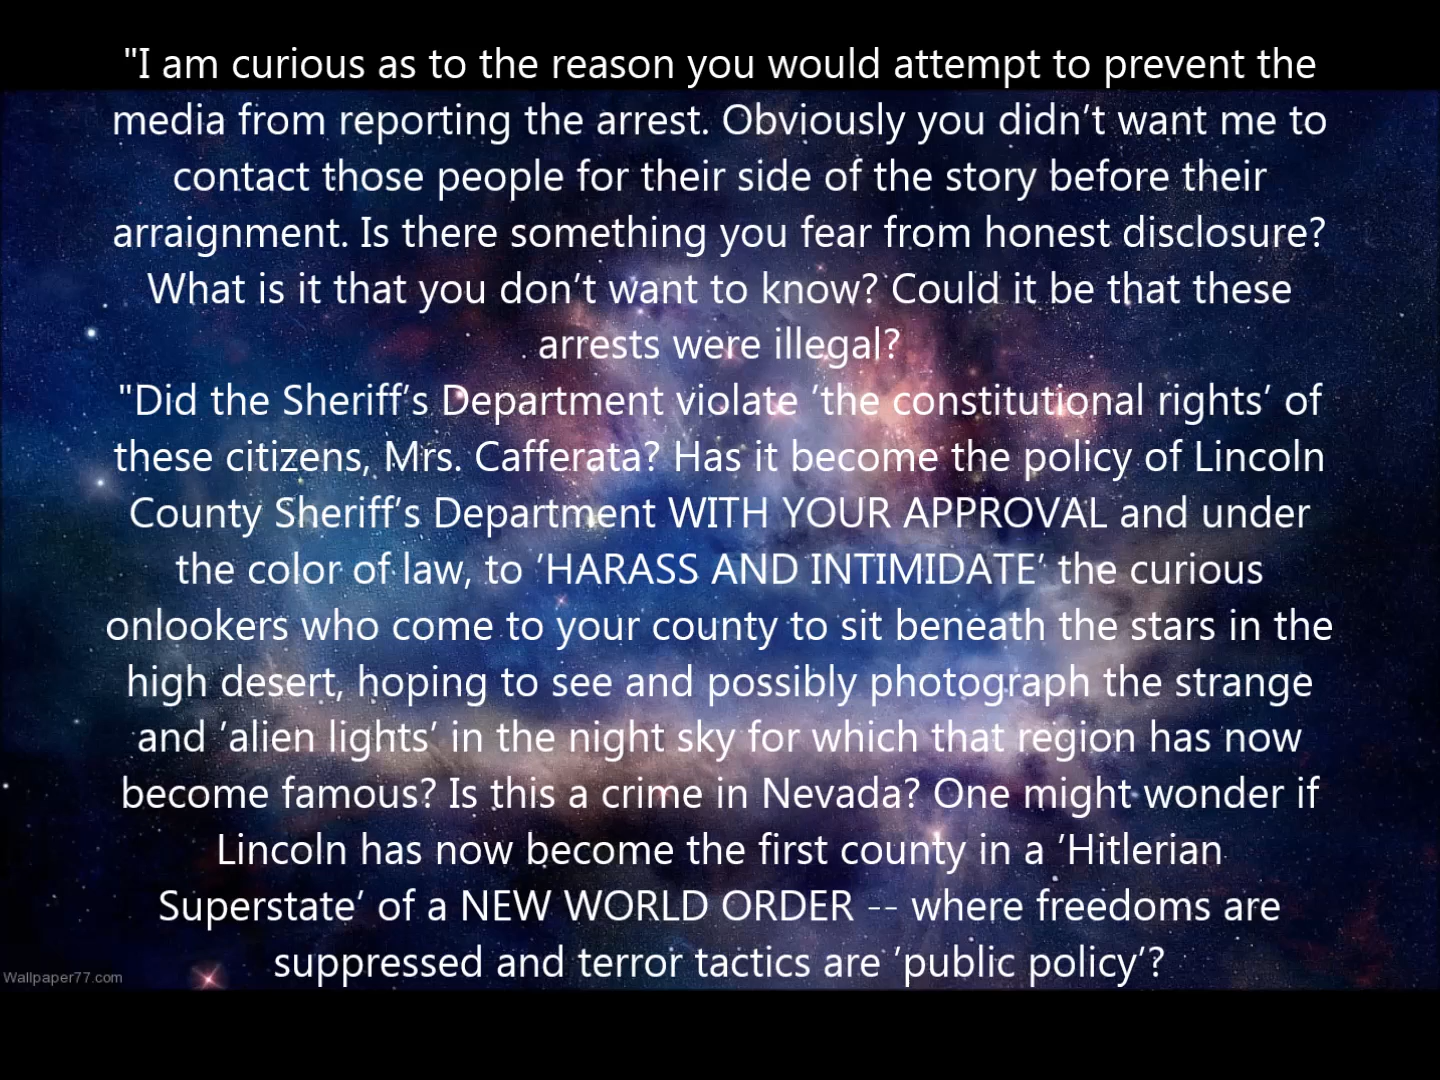 "I am curious as to the reason you would attempt to prevent the
media from reporting the arrest. Obviously you didn’t want me to
contact those people for their side of the story before their
arraignment. Is there something you fear from honest disclosure?
What is it that you don’t want to know? Could it be that these
arrests were illegal?
"Did the Sheriff’s Department violate ’the constitutional rights’ of
these citizens, Mrs. Cafferata? Has it become the policy of Lincoln
County Sheriff’s Department WITH YOUR APPROVAL and under
the color of law, to ’HARASS AND INTIMIDATE’ the curious
onlookers who come to your county to sit beneath the stars in the
high desert, hoping to see and possibly photograph the strange
and ’alien lights’ in the night sky for which that region has now
become famous? Is this a crime in Nevada? One might wonder if
Lincoln has now become the first county in a ’Hitlerian
Superstate’ of a NEW WORLD ORDER -- where freedoms are
suppressed and terror tactics are ’public policy’?
Wallpaper77.com